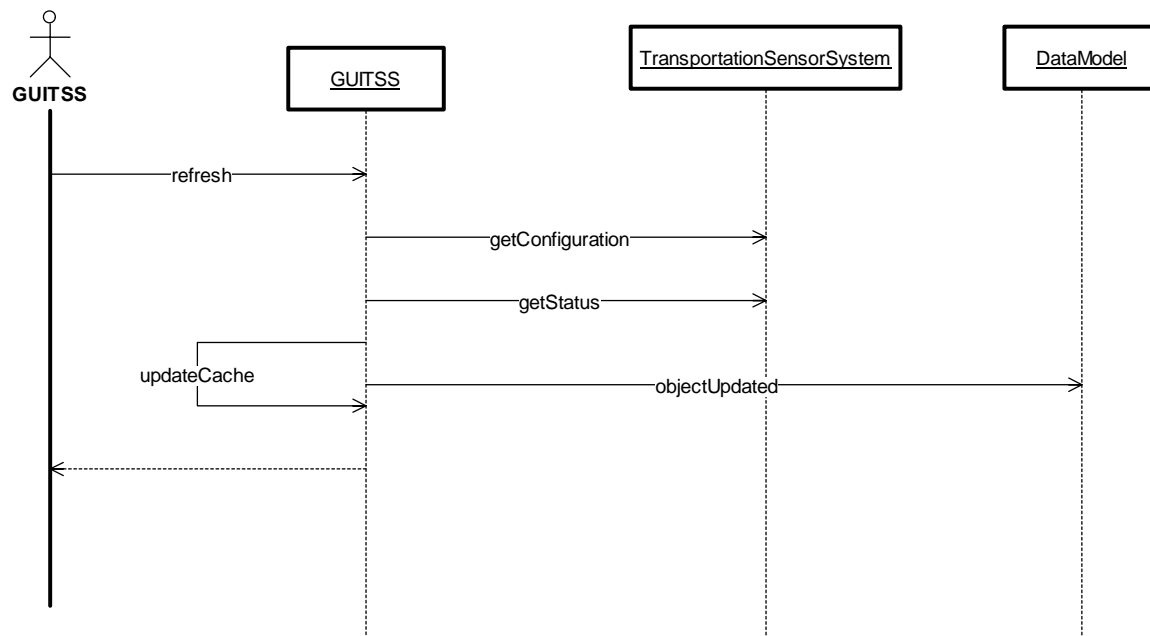 GUITSS
GUITSS
TransportationSensorSystem
DataModel
refresh
getConfiguration
getStatus
updateCache
objectUpdated